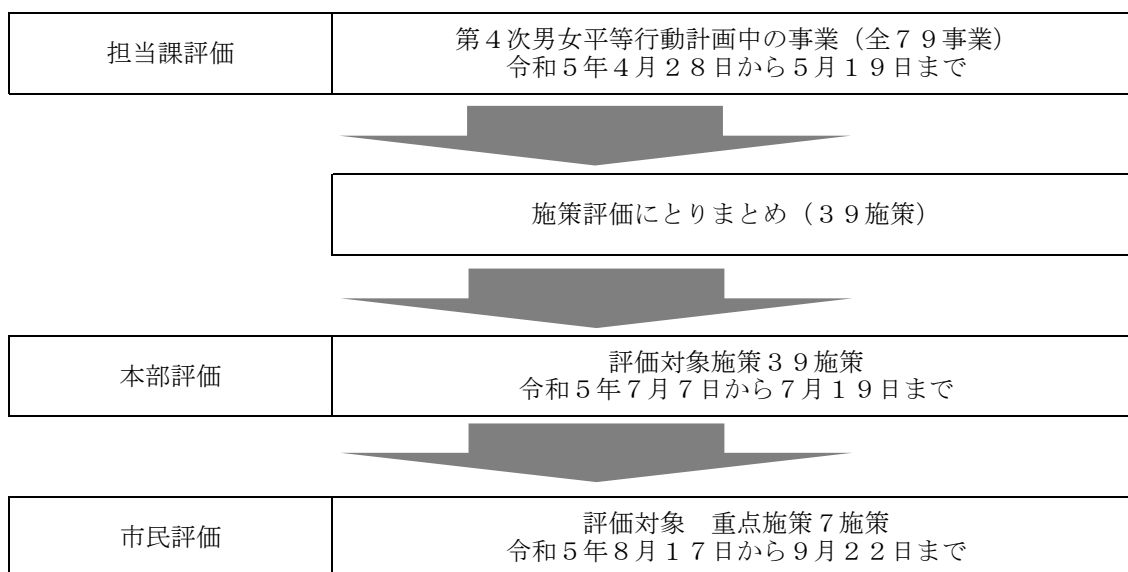 担当課評価
第４次男女平等行動計画中の事業（全７９事業）
令和５年４月２８日から５月１９日まで
施策評価にとりまとめ（３９施策）
本部評価
評価対象施策３９施策
令和５年７月７日から７月１９日まで
市民評価
評価対象　重点施策７施策
令和５年８月１７日から９月２２日まで